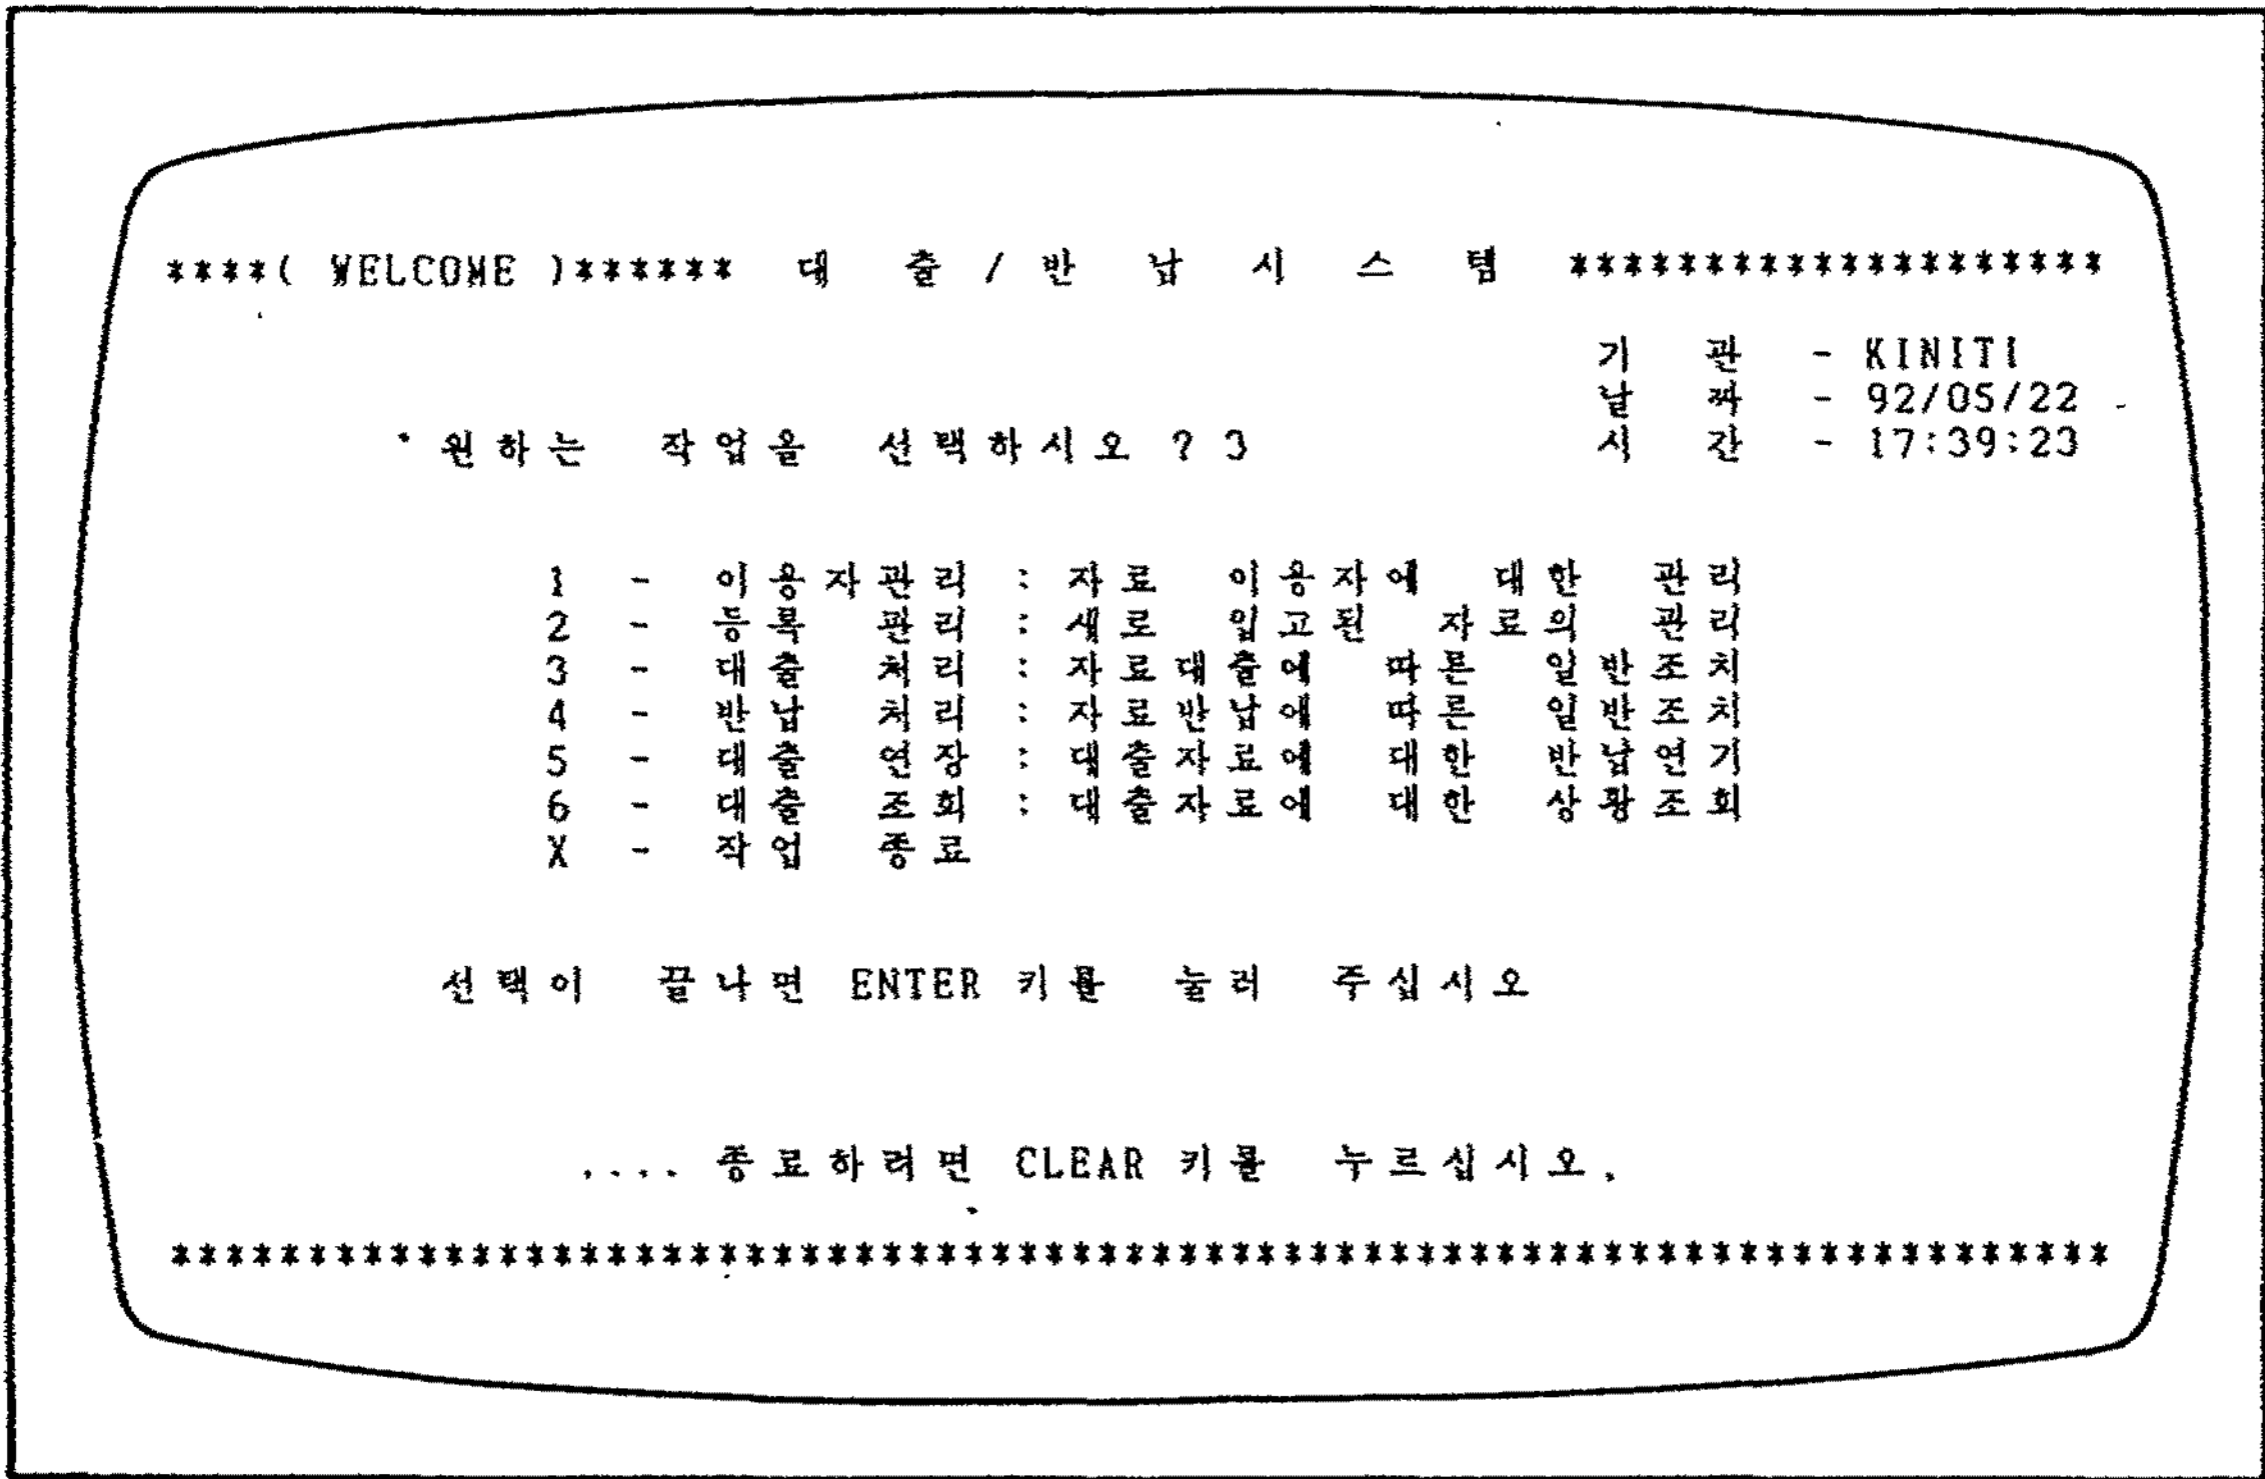 ****( WELCOME )****** 대 출 / 반 납 시 스 템 ********************
기 관 - KINITI
날 짜 - 92/05/22
원하는 작업을 선택하시오 ? 3 시 간 - 17:39:23
1 - 이용자관리 : 자료 이용자에 대한 관리
2 - 등록 관리 : 새로 입고된 자료의 관리
3 - 대출 처리 : 자료대출에 따른 일반조치
4 - 반납 처리 : 자료반납에 따른 일반조치
5 - 대출 연장 : 대출자료에 대한 반납연기
6 - 대출 조회 : 대출자료에 대한 상황조회
X - 작업 종료
선택이 끝나면 ENTER 키를 눌러 주십시오
.... 종료하려면 CLEAR 키를 누르십시오.
************************************************************************